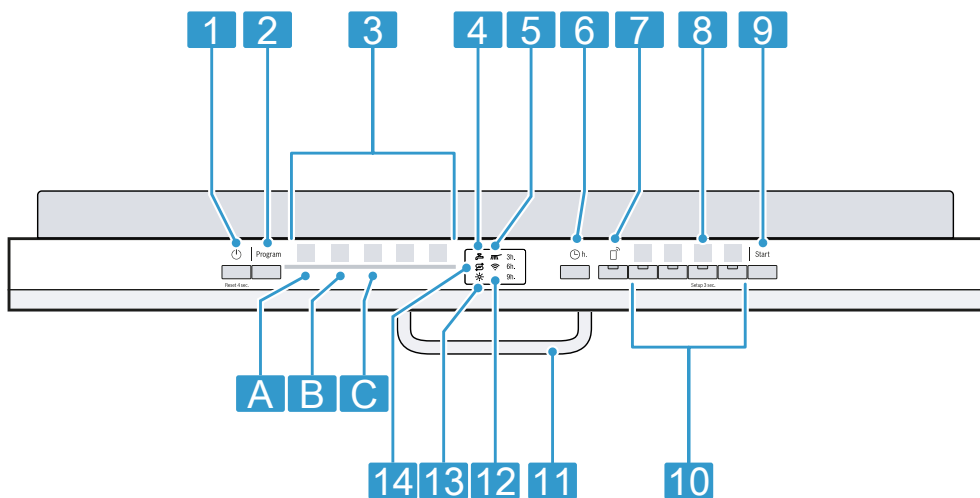 1 2 3 4 5 6 7 8 9
Program 3h. h. Start
6h.
9h.
Reset 4 sec. Setup 3 sec.
A B C
14 13 12 11 10